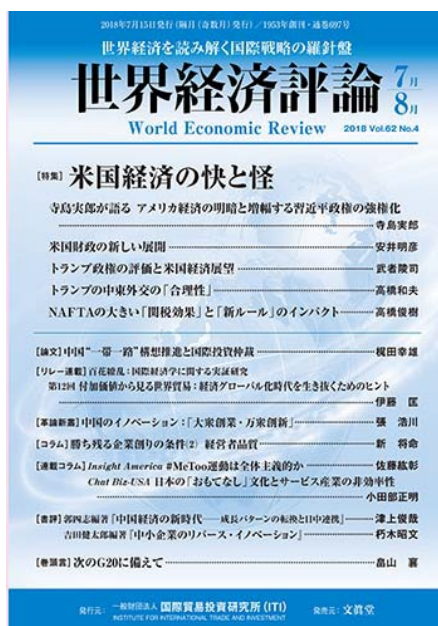 2018年7月15日発行(隔月(奇数月)発行)/1953年創刊・通巻697号
世界経済を読み解く国際戦略の羅針盤
世界経済評論 7月 8月
World Economic Review 2018 Vol.62 No.4
[特集] 米国経済の快と怪
寺島実郎が語る アメリカ経済の明暗と増幅する習近平政権の強権化
寺島実郎
米国財政の新しい展開 安井明彦
トランプ政権の評価と米国経済展望 武者陵司
トランプの中東外交の「合理性」 高橋和夫
NAFTAの大きい「関税効果」と「新ルール」のインパクト 高橋俊樹
[論文] 中国“一帯一路”構想推進と国際投資仲裁 梶田幸雄
[リレー連載] 百花繚乱:国際経済学に関する実証研究
第12回 付加価値から見る世界貿易:経済グローバル化時代を生き抜くためのヒント
伊藤 匡
[革論新叢] 中国のイノベーション:「大衆創業・万衆創新」 張 浩川
[コラム] 勝ち残る企業創りの条件(2) 経営者品質 新 将命
[連載コラム] Insight America #MeToo運動は全体主義的か 佐藤紘彰
Chat Biz-USA 日本の「おもてなし」文化とサービス産業の非効率性
小田部正明
[書評] 郭四志編著『中国経済の新時代──成長パターンの転換と日中連携』 津上俊哉
吉田健太郎編著『中小企業のリバース・イノベーション』 朽木昭文
[巻頭言] 次のG20に備えて 畠山 襄
発行元: 一般財団法人 国際貿易投資研究所(ITI) 発売元: 文眞堂
INSTITUTE FOR INTERNATIONAL TRADE AND INVESTMENT